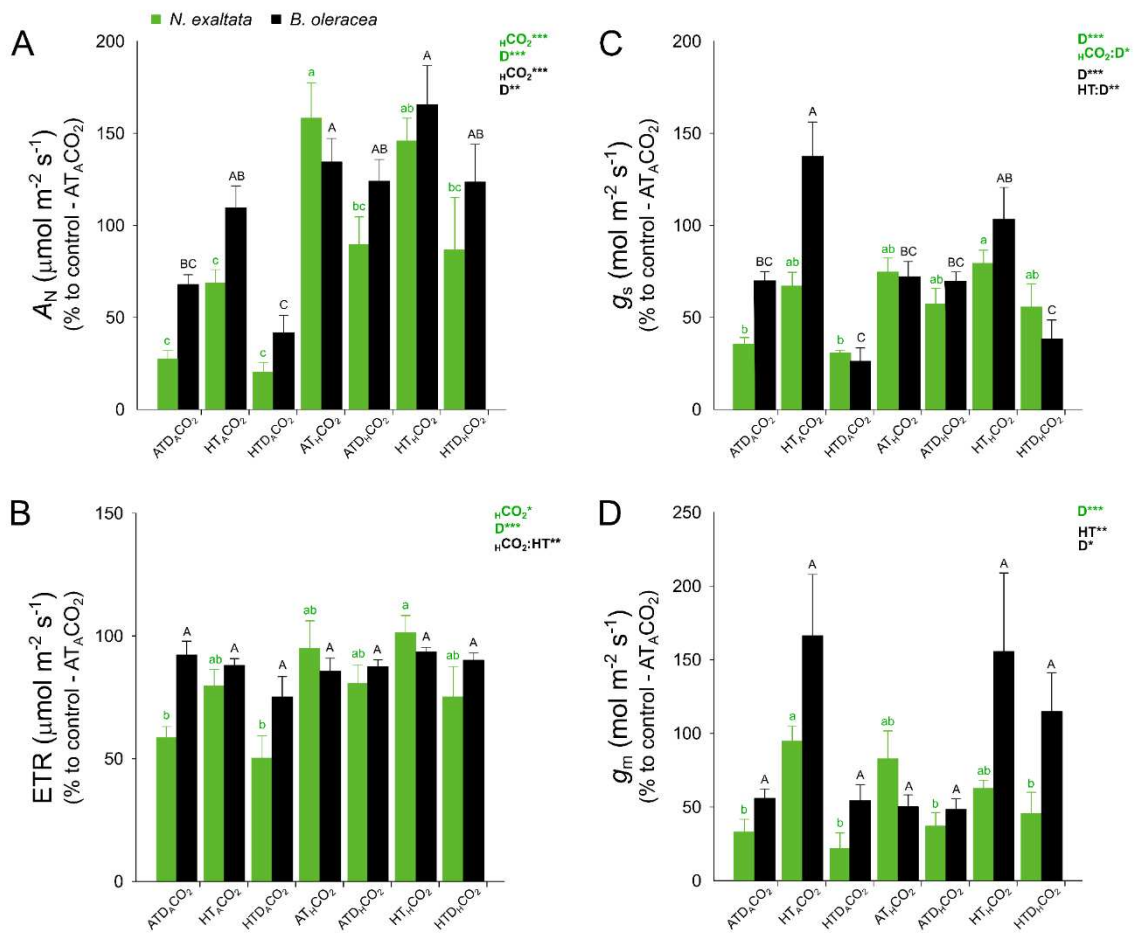 N. exaltata B. oleracea
A
HCO2***
D***
HCO2***
D**
AN (μmol m-2 s-1)
(% to control - ATACO2)
200
150
100
50
0
c BC c AB c C a A bc AB ab A bc AB
ATDACO2 HTACO2 HTDACO2 ATHCO2 ATDHCO2 HTHCO2 HTDHCO2
C
D***
HCO2:D*
D***
HT:D**
gs (mol m-2 s-1)
(% to control - ATACO2)
200
150
100
50
0
b BC ab A b C ab BC ab BC a AB ab C
ATDACO2 HTACO2 HTDACO2 ATHCO2 ATDHCO2 HTHCO2 HTDHCO2
B
HCO2*
D***
HCO2:HT**
ETR (μmol m-2 s-1)
(% to control - ATACO2)
150
100
50
0
b A ab A b A ab A ab A a A ab A
ATDACO2 HTACO2 HTDACO2 ATHCO2 ATDHCO2 HTHCO2 HTDHCO2
D
D***
HT**
D*
gm (mol m-2 s-1)
(% to control - ATACO2)
250
200
150
100
50
0
b A a A b A ab A b A ab A b A
ATDACO2 HTACO2 HTDACO2 ATHCO2 ATDHCO2 HTHCO2 HTDHCO2